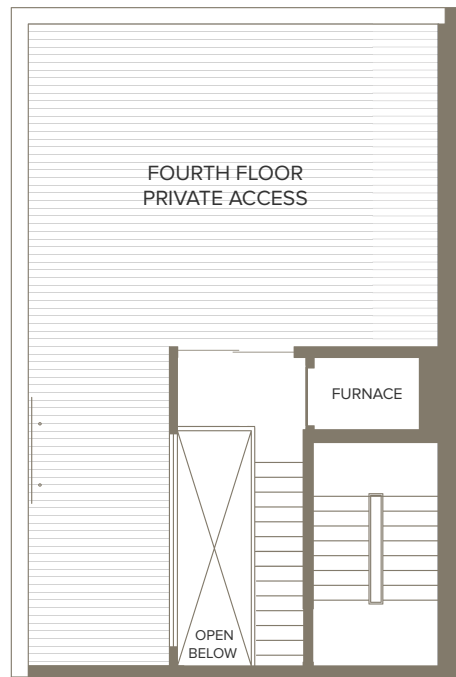 FOURTH FLOOR
PRIVATE ACCESS
FURNACE
OPEN
BELOW